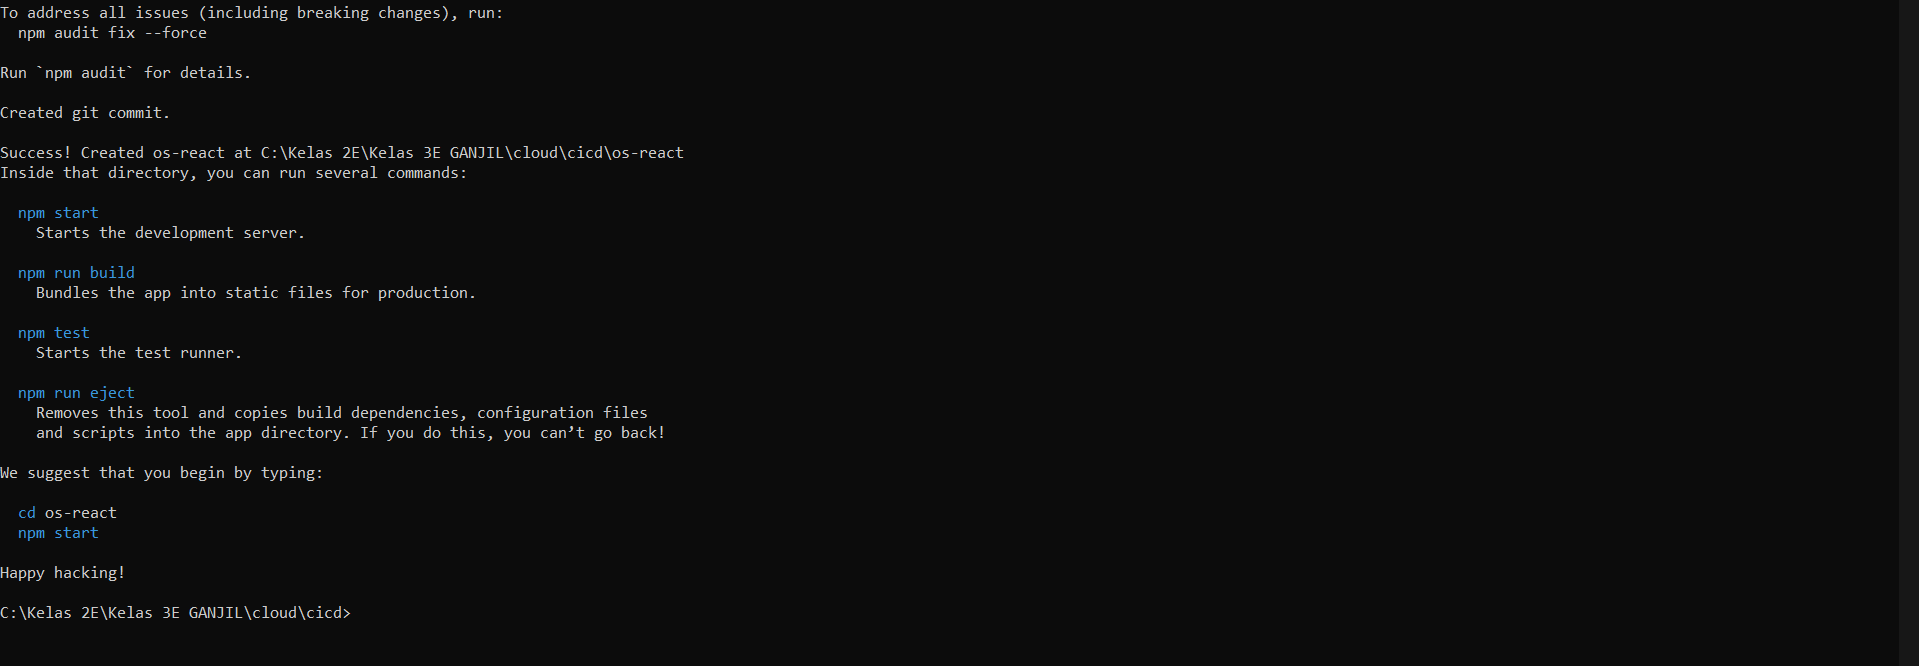 To address all issues (including breaking changes), run:
  npm audit fix --force
Run `npm audit` for details.
Created git commit.
Success! Created os-react at C:\Kelas 2E\Kelas 3E GANJIL\cloud\cicd\os-react
Inside that directory, you can run several commands:
  npm start
    Starts the development server.
  npm run build
    Bundles the app into static files for production.
  npm test
    Starts the test runner.
  npm run eject
    Removes this tool and copies build dependencies, configuration files
    and scripts into the app directory. If you do this, you can’t go back!
We suggest that you begin by typing:
  cd os-react
  npm start
Happy hacking!
C:\Kelas 2E\Kelas 3E GANJIL\cloud\cicd>